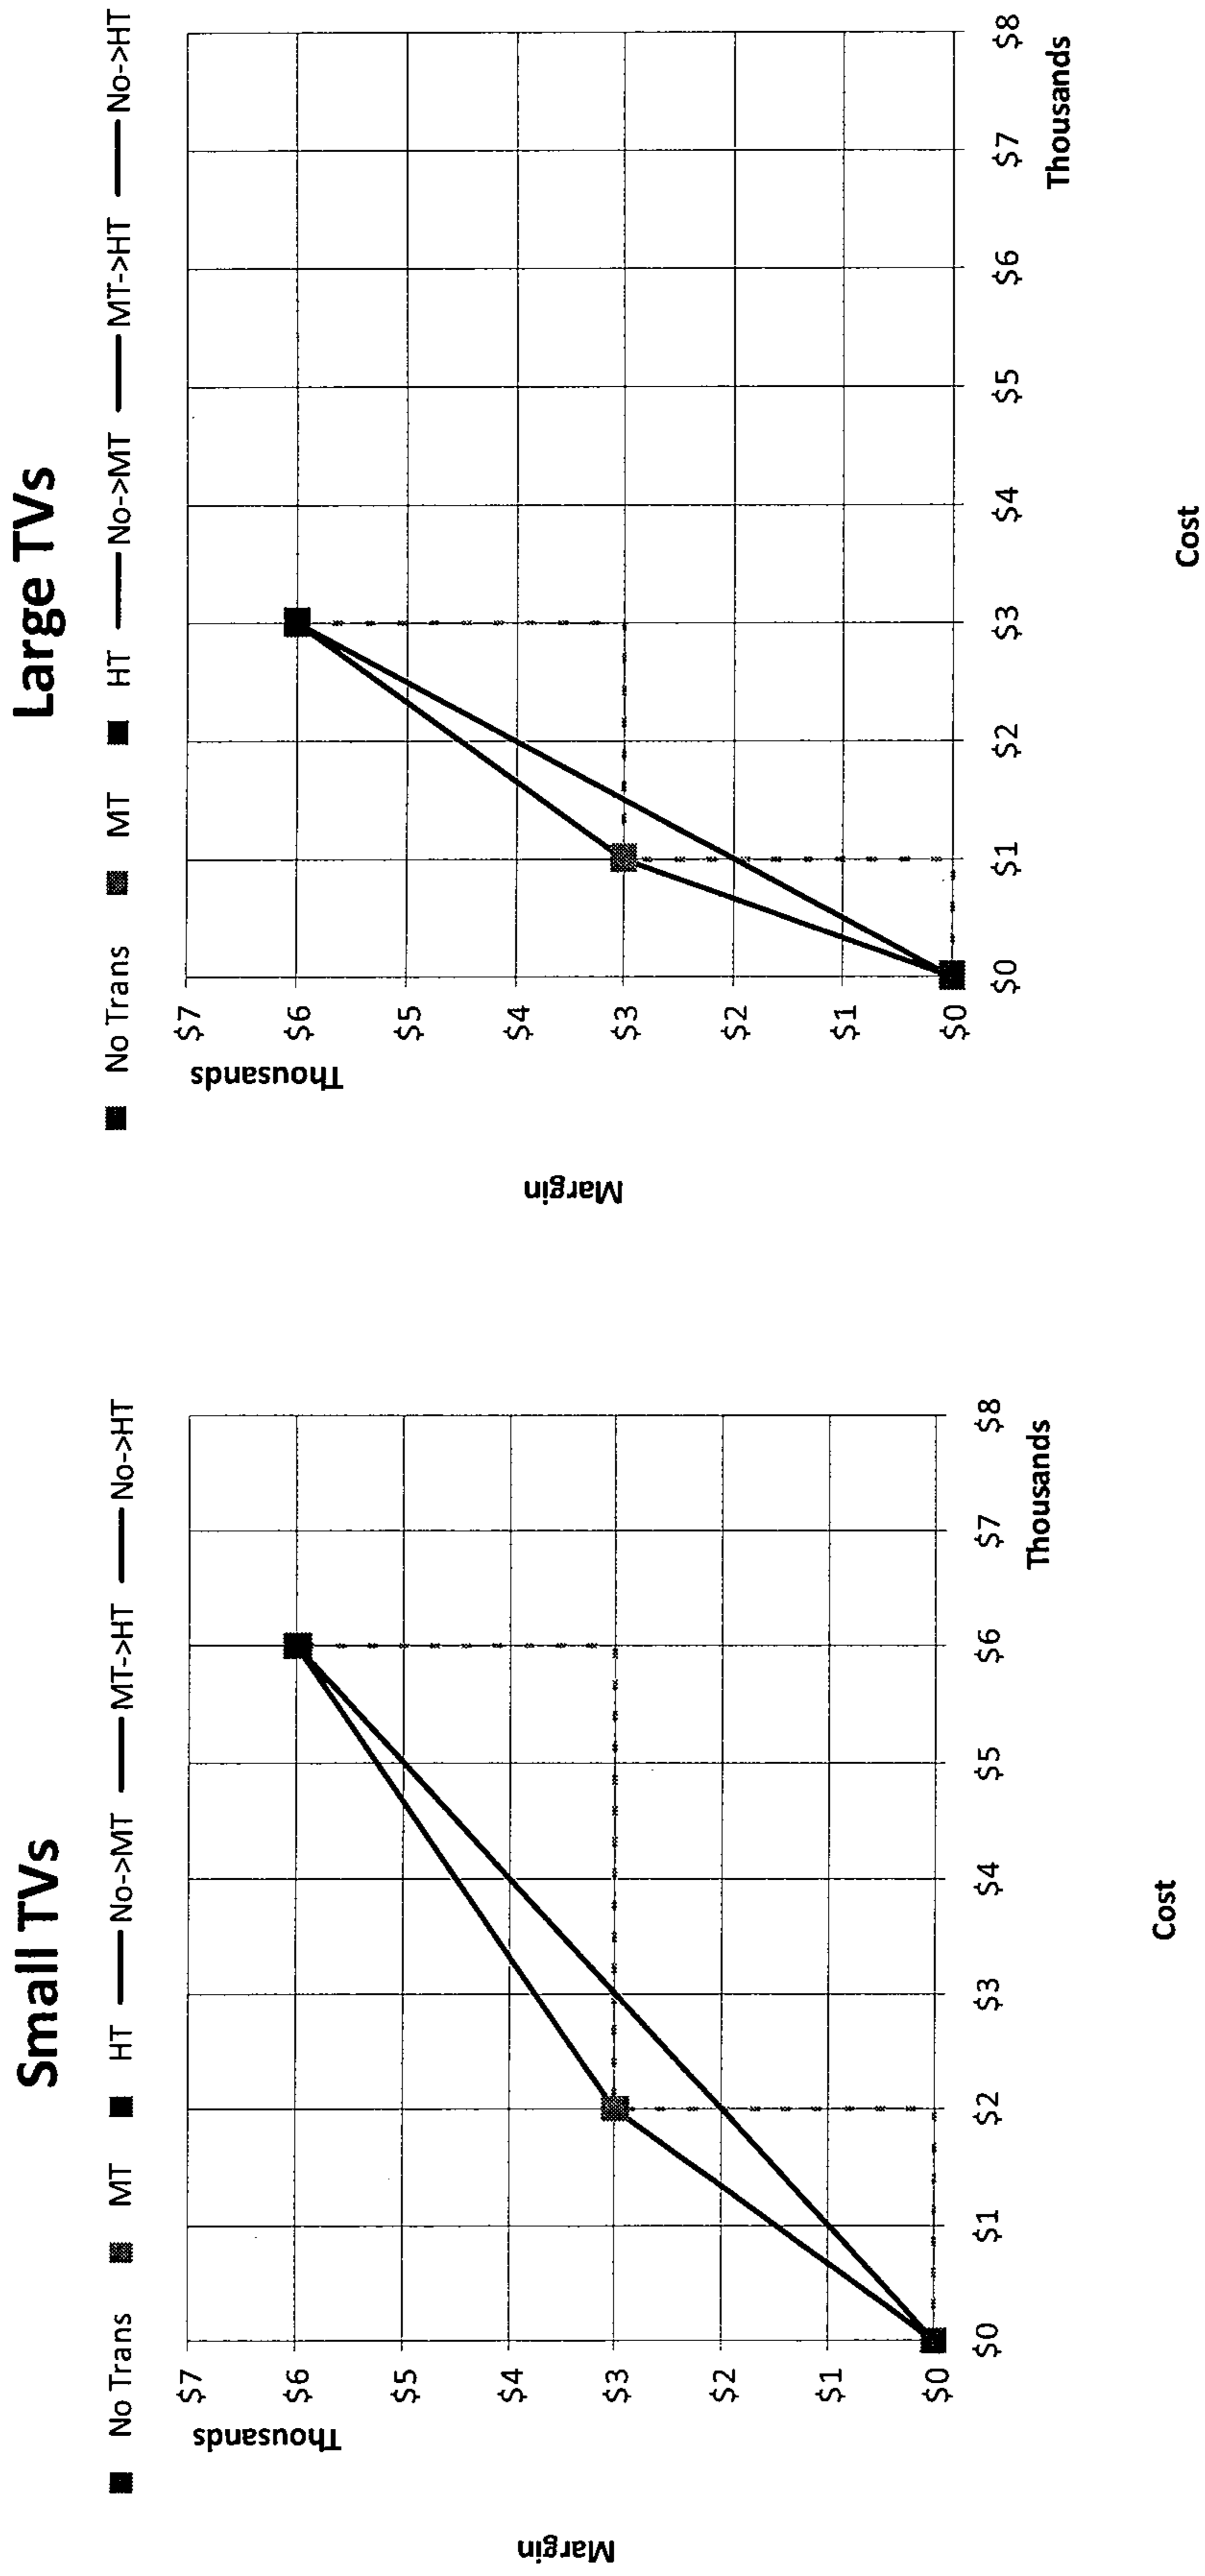 Small TVs
No Trans MT HT No->MT MT->HT No->HT
Thousands
$7
$6
$5
$4
$3
$2
$1
$0
Margin
$0 $1 $2 $3 $4 $5 $6 $7 $8
Thousands
Cost
Large TVs
No Trans MT HT No->MT MT->HT No->HT
Thousands
$7
$6
$5
$4
$3
$2
$1
$0
Margin
$0 $1 $2 $3 $4 $5 $6 $7 $8
Thousands
Cost